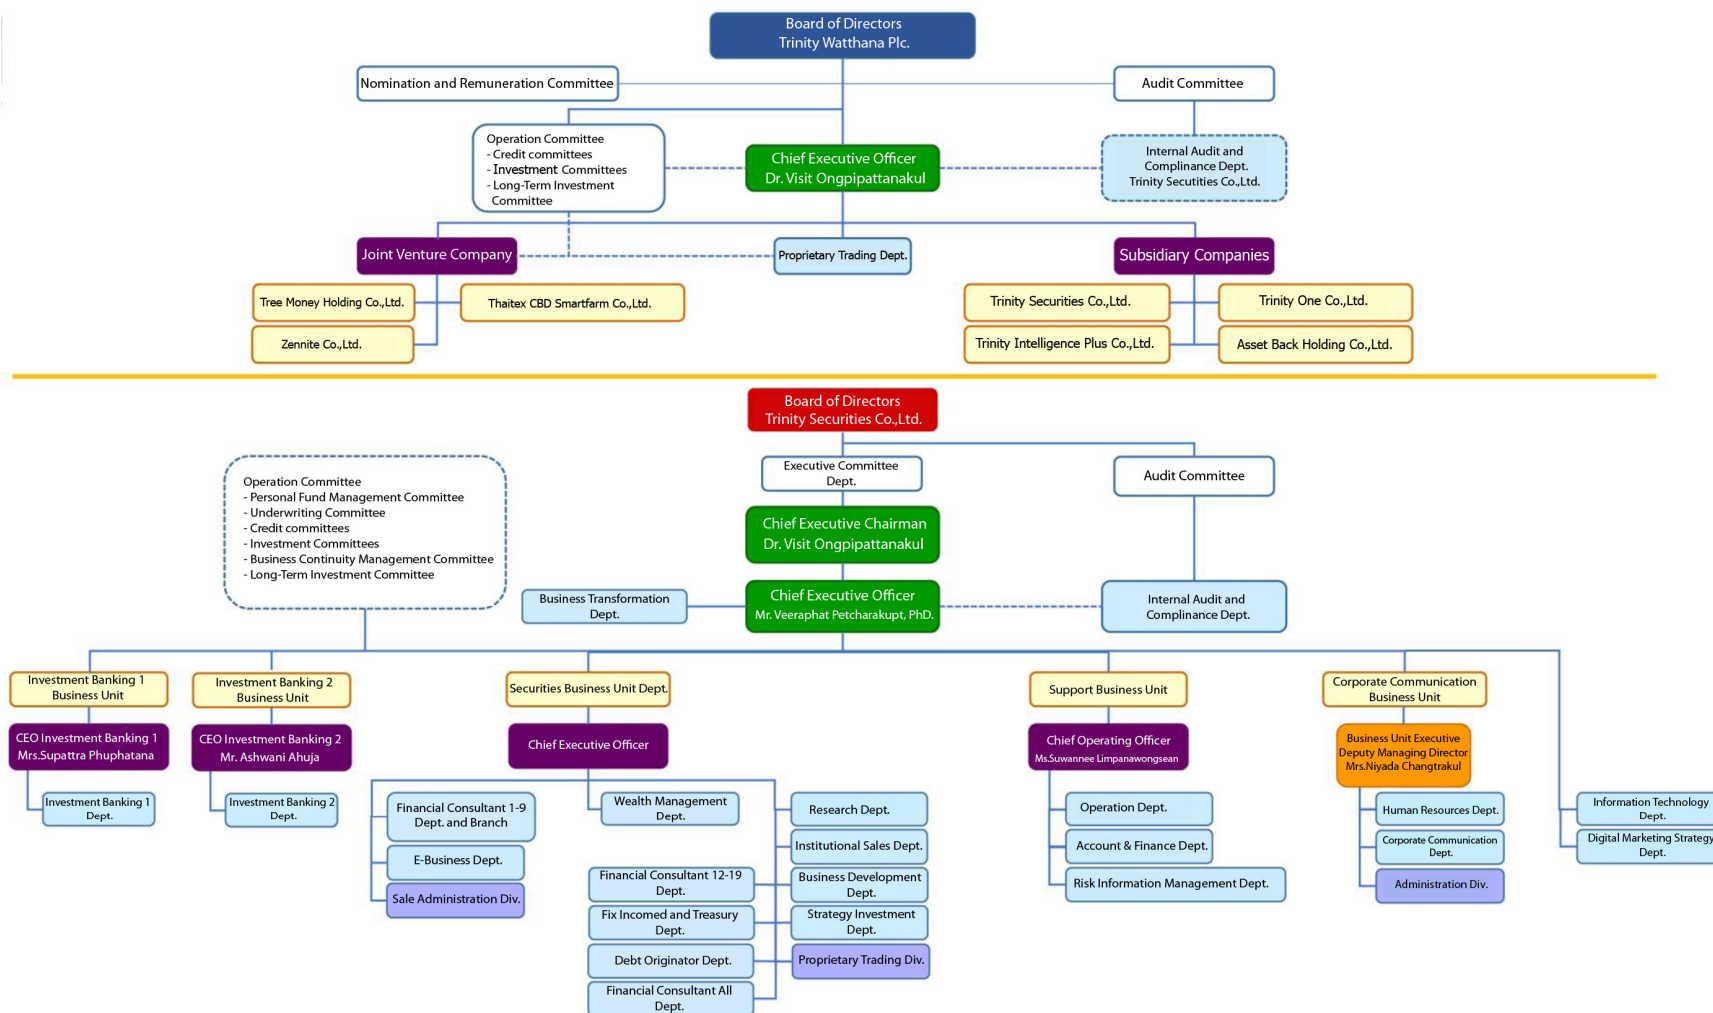 Board of Directors
Trinity Watthana Plc.
Nomination and Remuneration Committee
Audit Committee
Operation Committee
- Credit committees
- Investment Committees
- Long-Term Investment
Committee
Chief Executive Officer
Dr. Visit Ongpipattanakul
Internal Audit and
Complinance Dept.
Trinity Secutities Co.,Ltd.
Joint Venture Company
Proprietary Trading Dept.
Subsidiary Companies
Tree Money Holding Co.,Ltd.
Thaitex CBD Smartfarm Co.,Ltd.
Zennite Co.,Ltd.
Trinity Securities Co.,Ltd.
Trinity One Co.,Ltd.
Trinity Intelligence Plus Co.,Ltd.
Asset Back Holding Co.,Ltd.
Board of Directors
Trinity Securities Co.,Ltd.
Executive Committee
Dept.
Audit Committee
Operation Committee
- Personal Fund Management Committee
- Underwriting Committee
- Credit committees
- Investment Committees
- Business Continuity Management Committee
- Long-Term Investment Committee
Chief Executive Chairman
Dr. Visit Ongpipattanakul
Business Transformation
Dept.
Chief Executive Officer
Mr. Veeraphat Petcharakupt, PhD.
Internal Audit and
Complinance Dept.
Investment Banking 1
Business Unit
Investment Banking 2
Business Unit
Securities Business Unit Dept.
Support Business Unit
Corporate Communication
Business Unit
CEO Investment Banking 1
Mrs.Supattra Phuphatana
CEO Investment Banking 2
Mr. Ashwani Ahuja
Chief Executive Officer
Chief Operating Officer
Ms.Suwannee Limpanawongsean
Business Unit Executive
Deputy Managing Director
Mrs.Niyada Changtrakul
Investment Banking 1
Dept.
Investment Banking 2
Dept.
Financial Consultant 1-9
Dept. and Branch
E-Business Dept.
Sale Administration Div.
Wealth Management
Dept.
Research Dept.
Institutional Sales Dept.
Financial Consultant 12-19
Dept.
Business Development
Dept.
Fix Incomed and Treasury
Dept.
Strategy Investment
Dept.
Debt Originator Dept.
Proprietary Trading Div.
Financial Consultant All
Dept.
Operation Dept.
Account & Finance Dept.
Risk Information Management Dept.
Human Resources Dept.
Corporate Communication
Dept.
Administration Div.
Information Technology
Dept.
Digital Marketing Strategy
Dept.